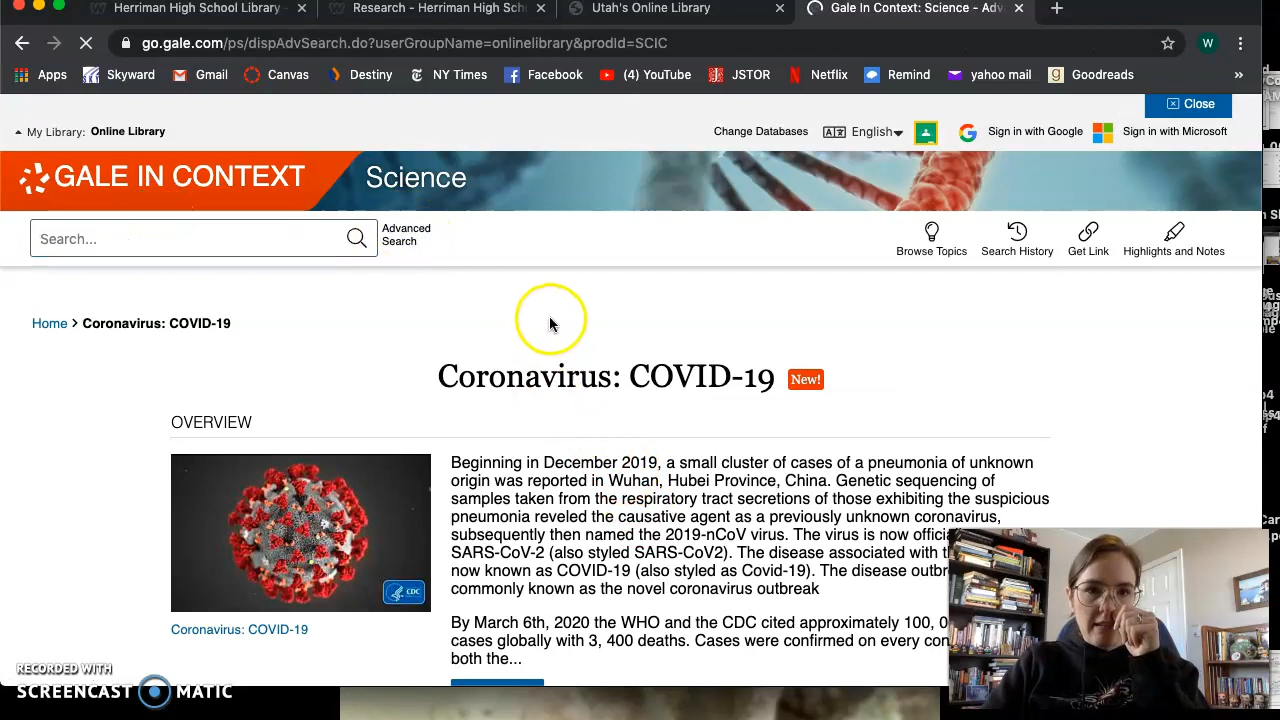 Herriman High School Library -
Research - Herriman High Sch
Utah's Online Library
Gale In Context: Science - Adv
go.gale.com/ps/dispAdvSearch.do?userGroupName=onlinelibrary&prodId=SCIC
W
Apps
Skyward
Gmail
Canvas
Destiny
NY Times
Facebook
(4) YouTube
JSTOR
Netflix
Remind
yahoo mail
Goodreads
»
Close
My Library: Online Library
Change Databases
English
Sign in with Google
Sign in with Microsoft
GALE IN CONTEXT
Science
Search...
Advanced
Search
Browse Topics
Search History
Get Link
Highlights and Notes
Home > Coronavirus: COVID-19
Coronavirus: COVID-19 New!
OVERVIEW
CDC
Coronavirus: COVID-19
Beginning in December 2019, a small cluster of cases of a pneumonia of unknown
origin was reported in Wuhan, Hubei Province, China. Genetic sequencing of
samples taken from the respiratory tract secretions of those exhibiting the suspicious
pneumonia reveled the causative agent as a previously unknown coronavirus,
subsequently then named the 2019-nCoV virus. The virus is now offici
SARS-CoV-2 (also styled SARS-CoV2). The disease associated with
now known as COVID-19 (also styled as Covid-19). The disease outbr
commonly known as the novel coronavirus outbreak
By March 6th, 2020 the WHO and the CDC cited approximately 100, 0
cases globally with 3, 400 deaths. Cases were confirmed on every con
both the...
RECORDED WITH
SCREENCAST MATIC